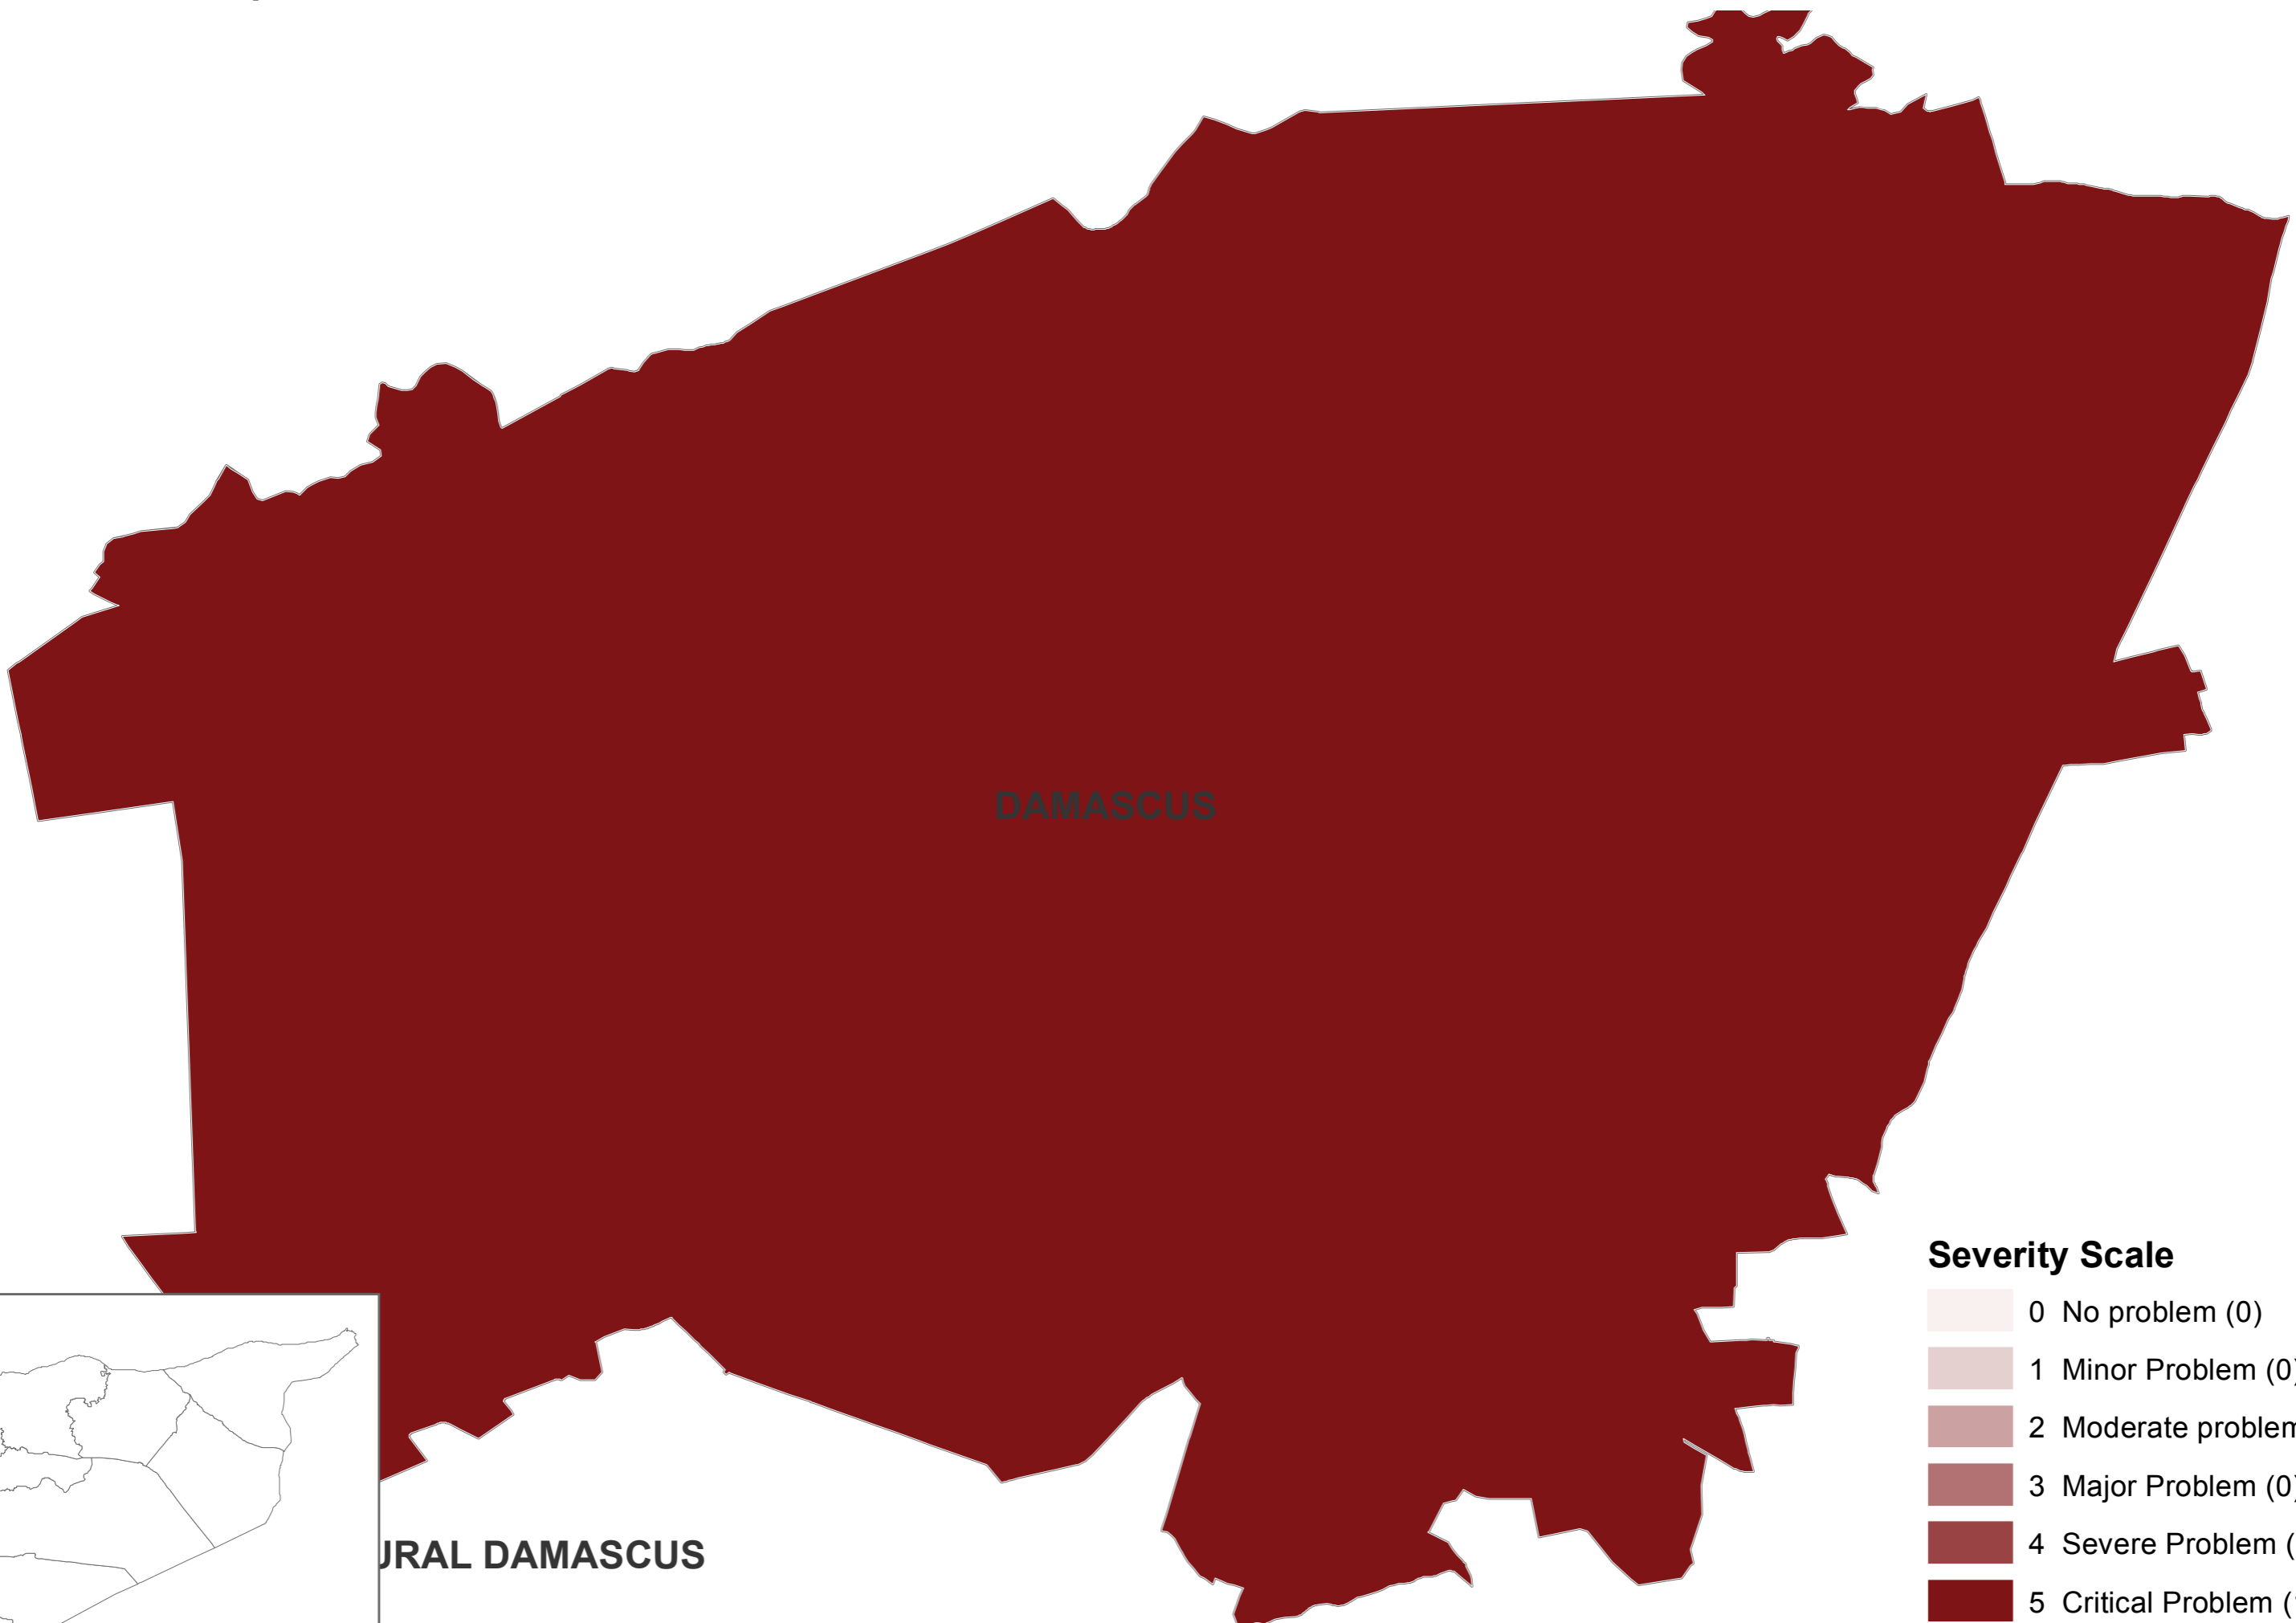 DAMASCUS
Severity Scale
0 No problem (0)
1 Minor Problem (0)
2 Moderate problem
3 Major Problem (0)
4 Severe Problem (
5 Critical Problem (
DAMASCUS